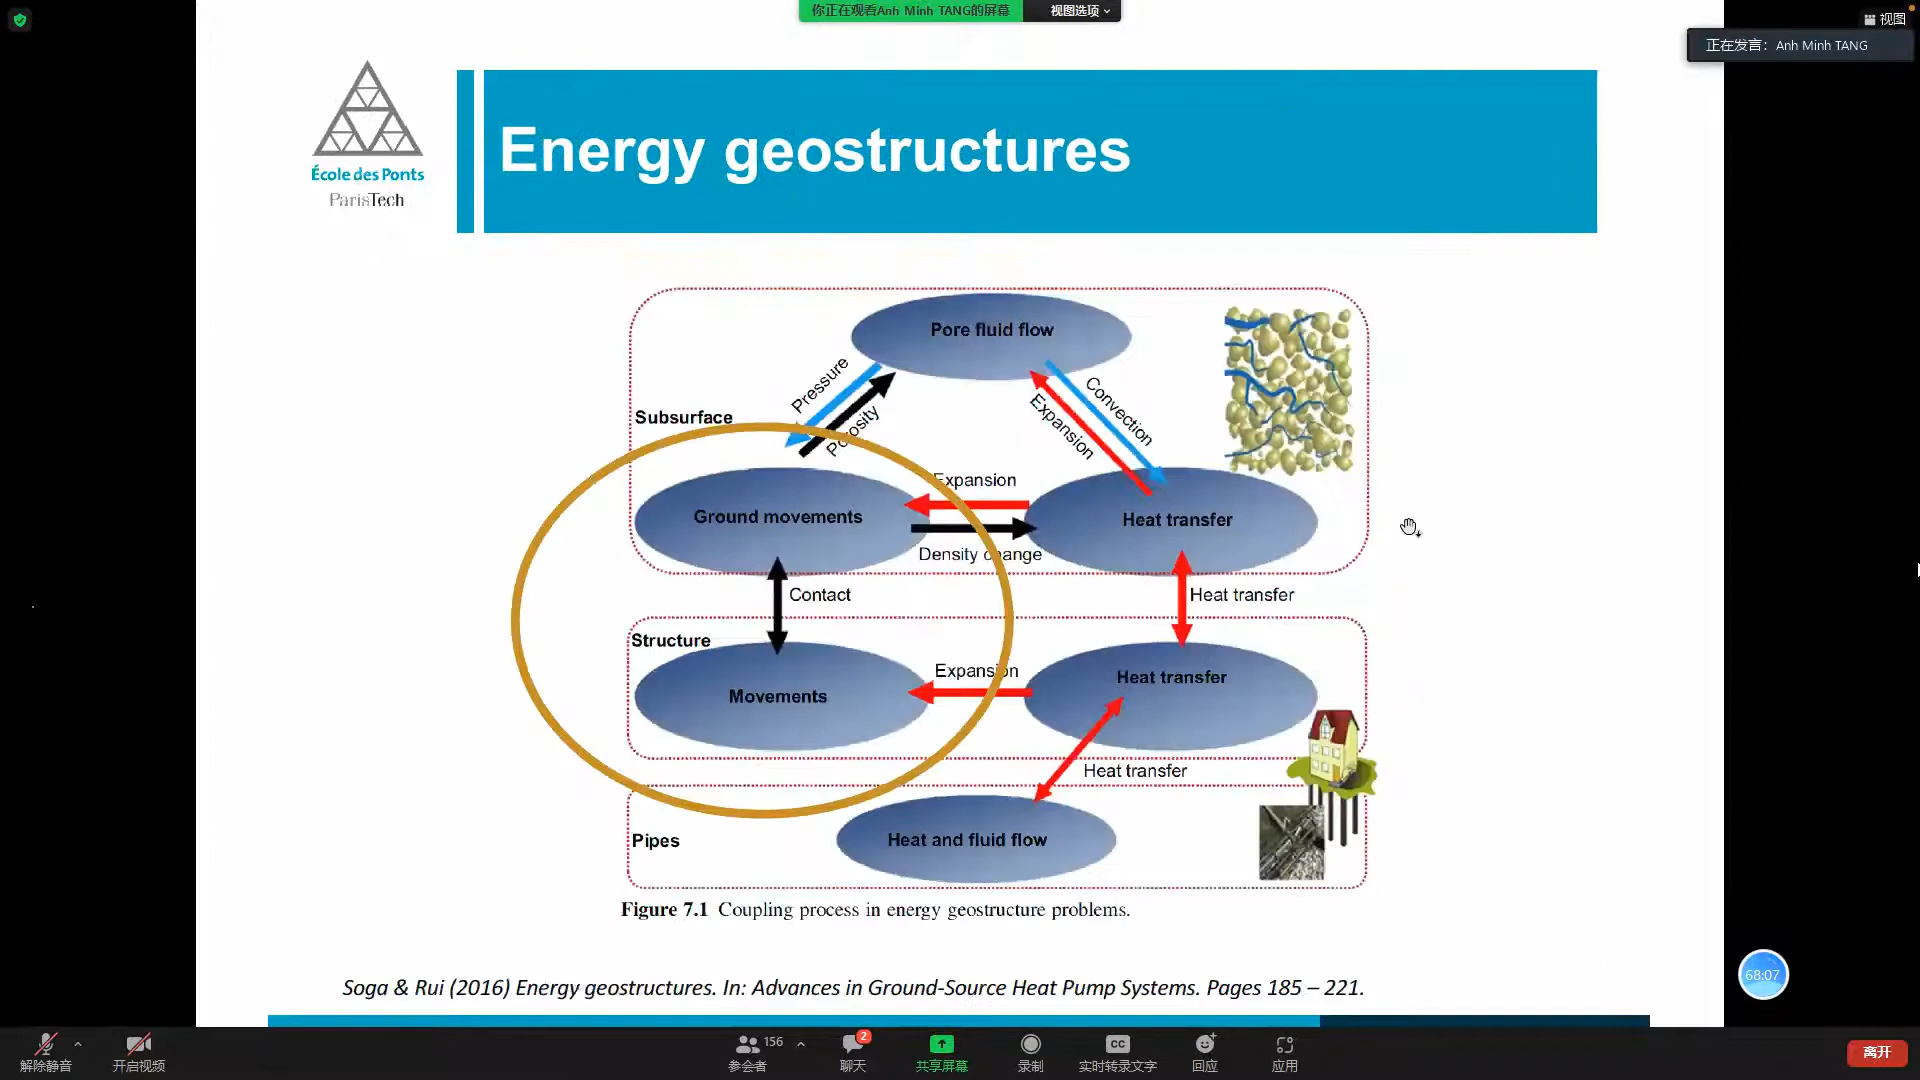 你正在观看Anh Minh TANG的屏幕
视图选项
视图
正在发言: Anh Minh TANG
École des Ponts
ParisTech
Energy geostructures
Pore fluid flow
Pressure
Porosity
Convection
Expansion
Subsurface
Expansion
Ground movements
Heat transfer
Density change
Contact
Heat transfer
Structure
Expansion
Heat transfer
Movements
Heat transfer
Pipes
Heat and fluid flow
Figure 7.1 Coupling process in energy geostructure problems.
Soga & Rui (2016) Energy geostructures. In: Advances in Ground-Source Heat Pump Systems. Pages 185 – 221.
68:07
解除静音
开启视频
156
参会者
2
聊天
共享屏幕
录制
CC
实时转录文字
回应
应用
离开